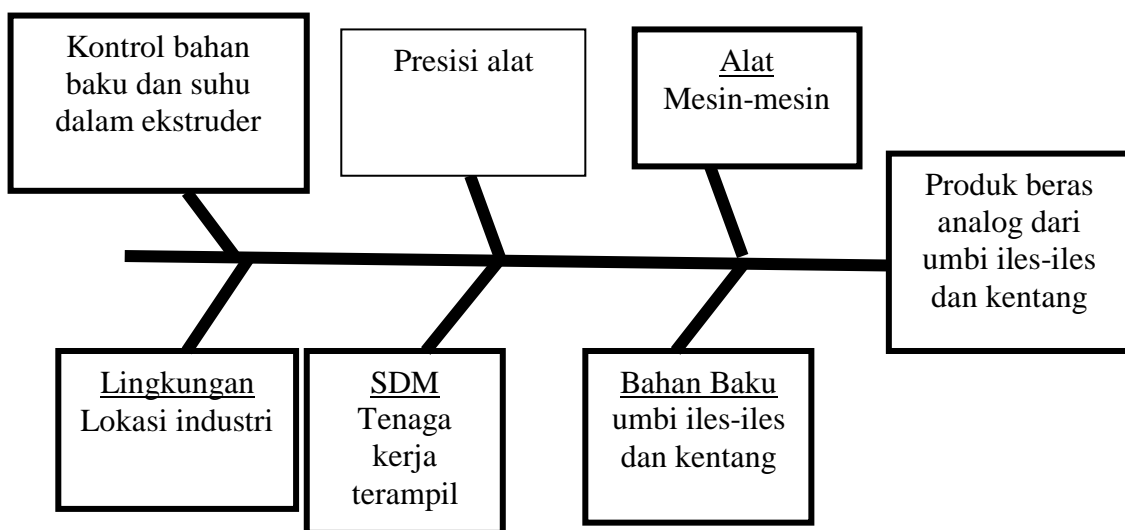 Kontrol bahan
baku dan suhu
dalam ekstruder
Presisi alat
Alat
Mesin-mesin
Produk beras
analog dari
umbi iles-iles
dan kentang
Lingkungan
Lokasi industri
SDM
Tenaga
kerja
terampil
Bahan Baku
umbi iles-iles
dan kentang